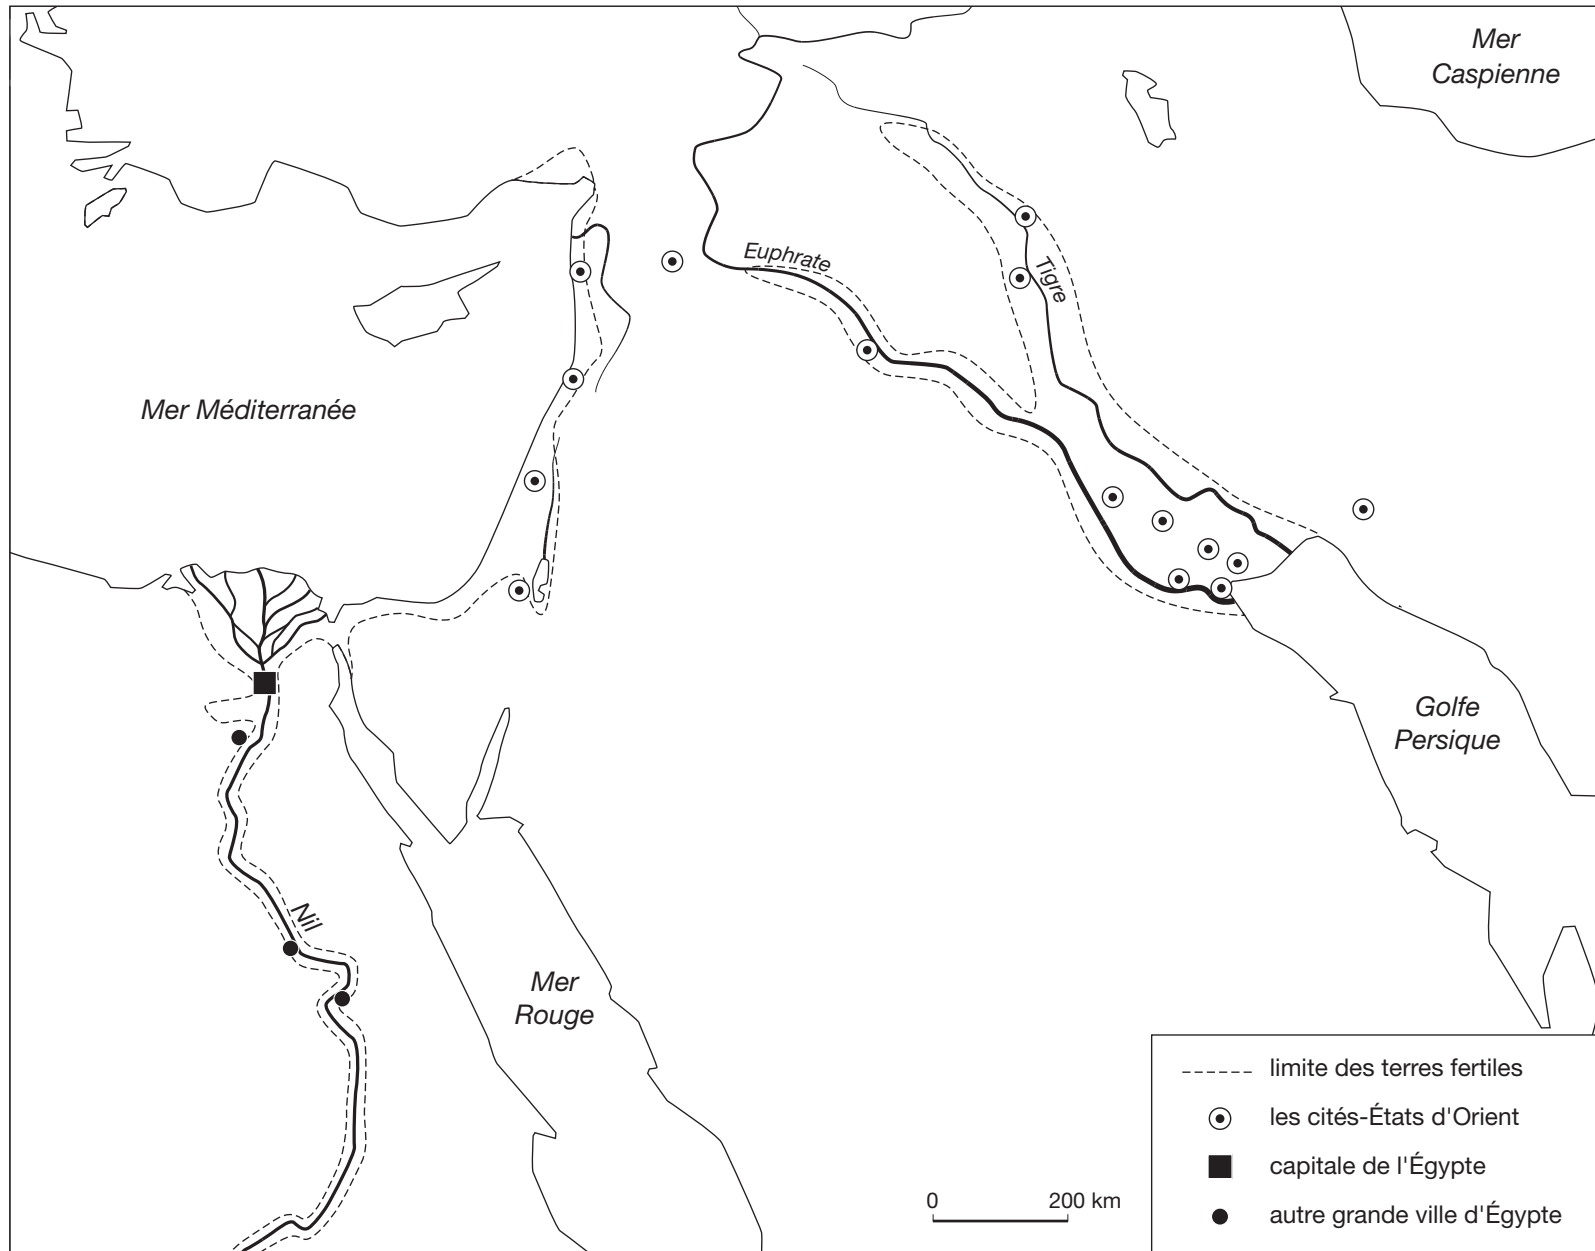 Mer
Caspienne
Euphrate
Tigre
Mer Méditerranée
Golfe
Persique
Nil
Mer
Rouge
0 200 km
limite des terres fertiles
les cités-États d'Orient
capitale de l'Égypte
autre grande ville d'Égypte